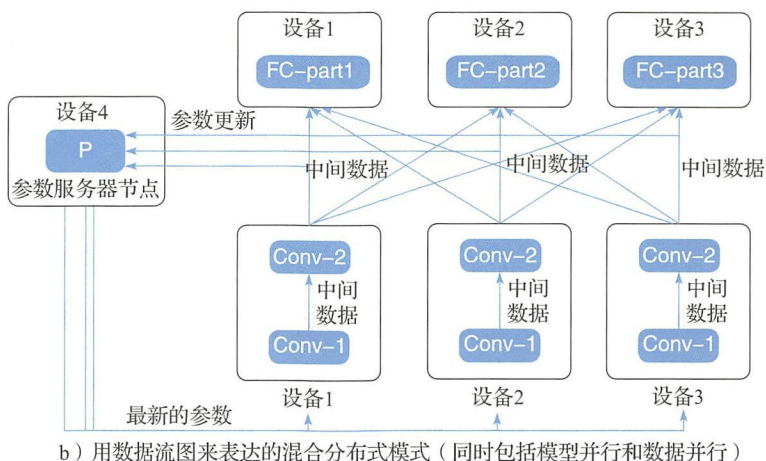 设备1 设备2 设备3
FC-part1 FC-part2 FC-part3
设备4
参数更新
P
参数服务器节点
中间数据 中间数据 中间数据
Conv-2 Conv-2 Conv-2
中间 中间 中间
数据 数据 数据
Conv-1 Conv-1 Conv-1
设备1 设备2 设备3
最新的参数
b）用数据流图来表达的混合分布式模式（同时包括模型并行和数据并行）